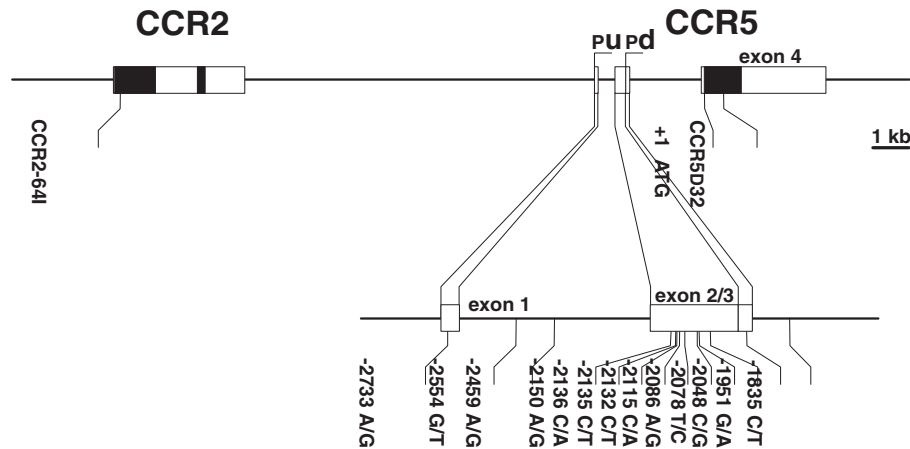 CCR2
CCR5
Pu
Pd
exon 4
CCR2-64I
+1 ATG
CCR5D32
1 kb
exon 1
exon 2/3
-2733 A/G
-2554 G/T
-2459 A/G
-2150 A/G
-2136 C/A
-2135 C/T
-2132 C/T
-2115 C/A
-2086 A/G
-2078 T/C
-2048 C/G
-1951 G/A
-1835 C/T